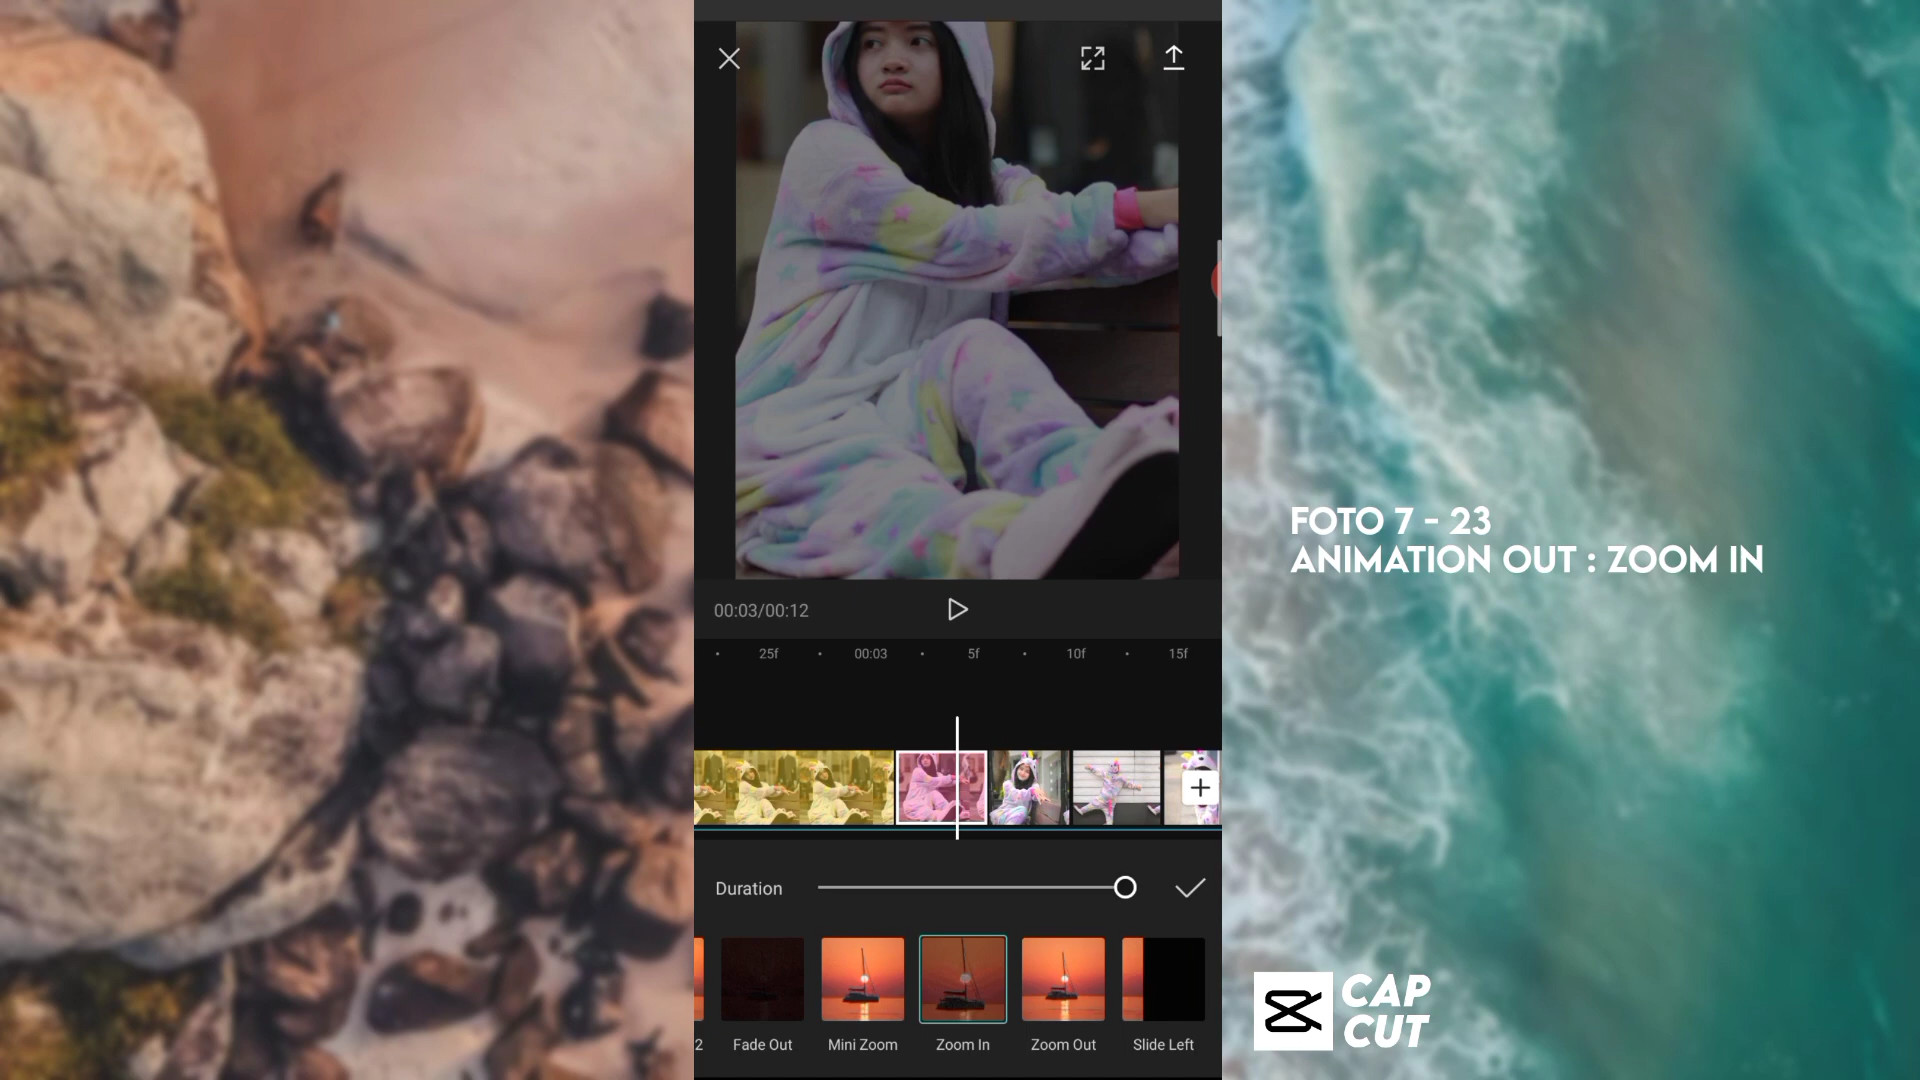 00:03/00:12
25f
00:03
5f
10f
15f
Duration
2
Fade Out
Mini Zoom
Zoom In
Zoom Out
Slide Left
FOTO 7 - 23
ANIMATION OUT : ZOOM IN
CAP
CUT